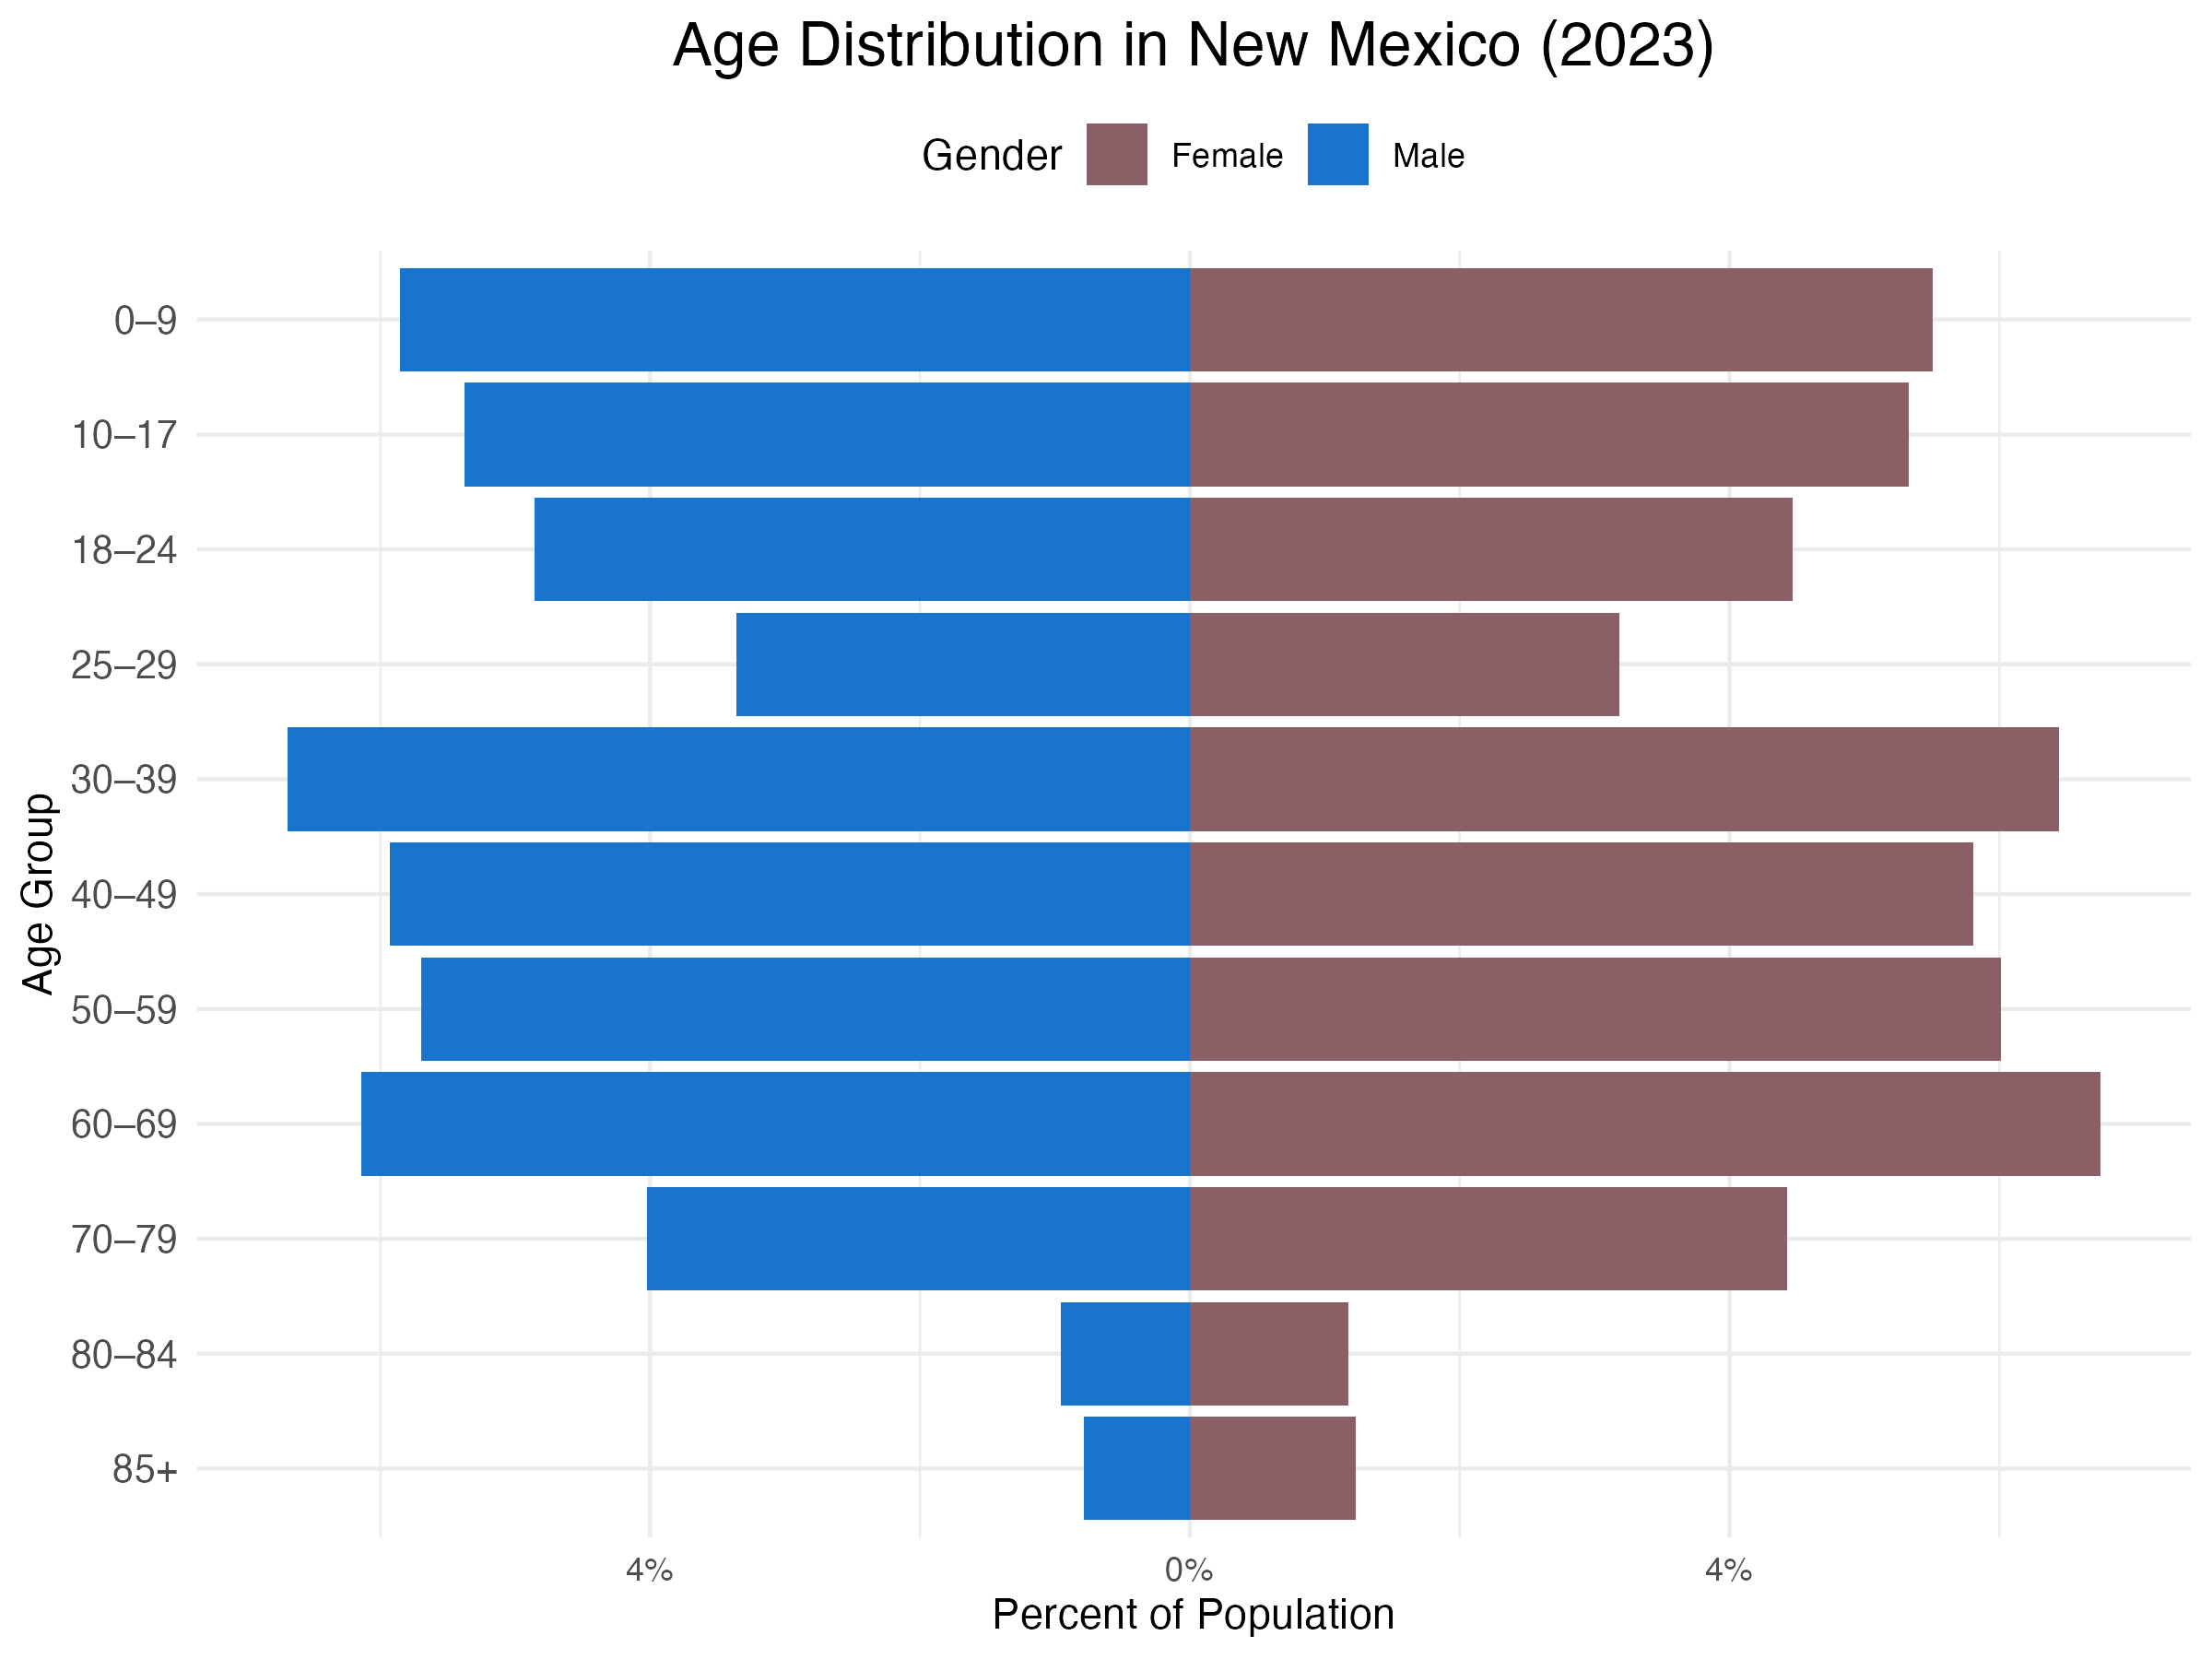 Age Distribution in New Mexico (2023)
Gender Female Male
0–9
10–17
18–24
25–29
30–39
40–49
50–59
60–69
70–79
80–84
85+
Age Group
4% 0% 4%
Percent of Population